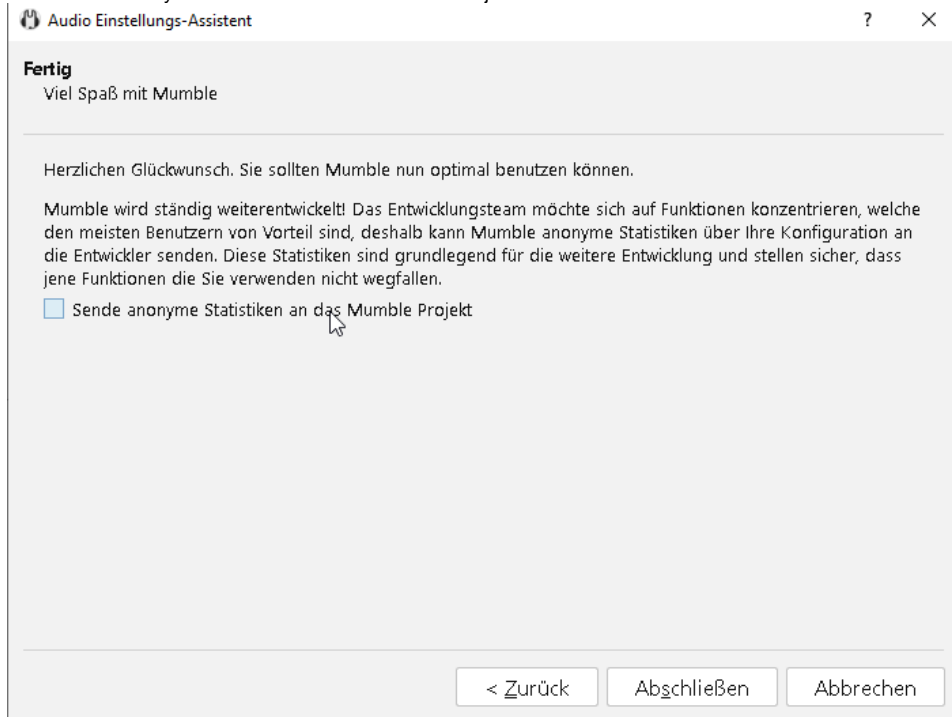 Audio Einstellungs-Assistent
?
Fertig
Viel Spaß mit Mumble
Herzlichen Glückwunsch. Sie sollten Mumble nun optimal benutzen können.
Mumble wird ständig weiterentwickelt! Das Entwicklungsteam möchte sich auf Funktionen konzentrieren, welche
den meisten Benutzern von Vorteil sind, deshalb kann Mumble anonyme Statistiken über Ihre Konfiguration an
die Entwickler senden. Diese Statistiken sind grundlegend für die weitere Entwicklung und stellen sicher, dass
jene Funktionen die Sie verwenden nicht wegfallen.
Sende anonyme Statistiken an das Mumble Projekt
< Zurück Abschließen Abbrechen